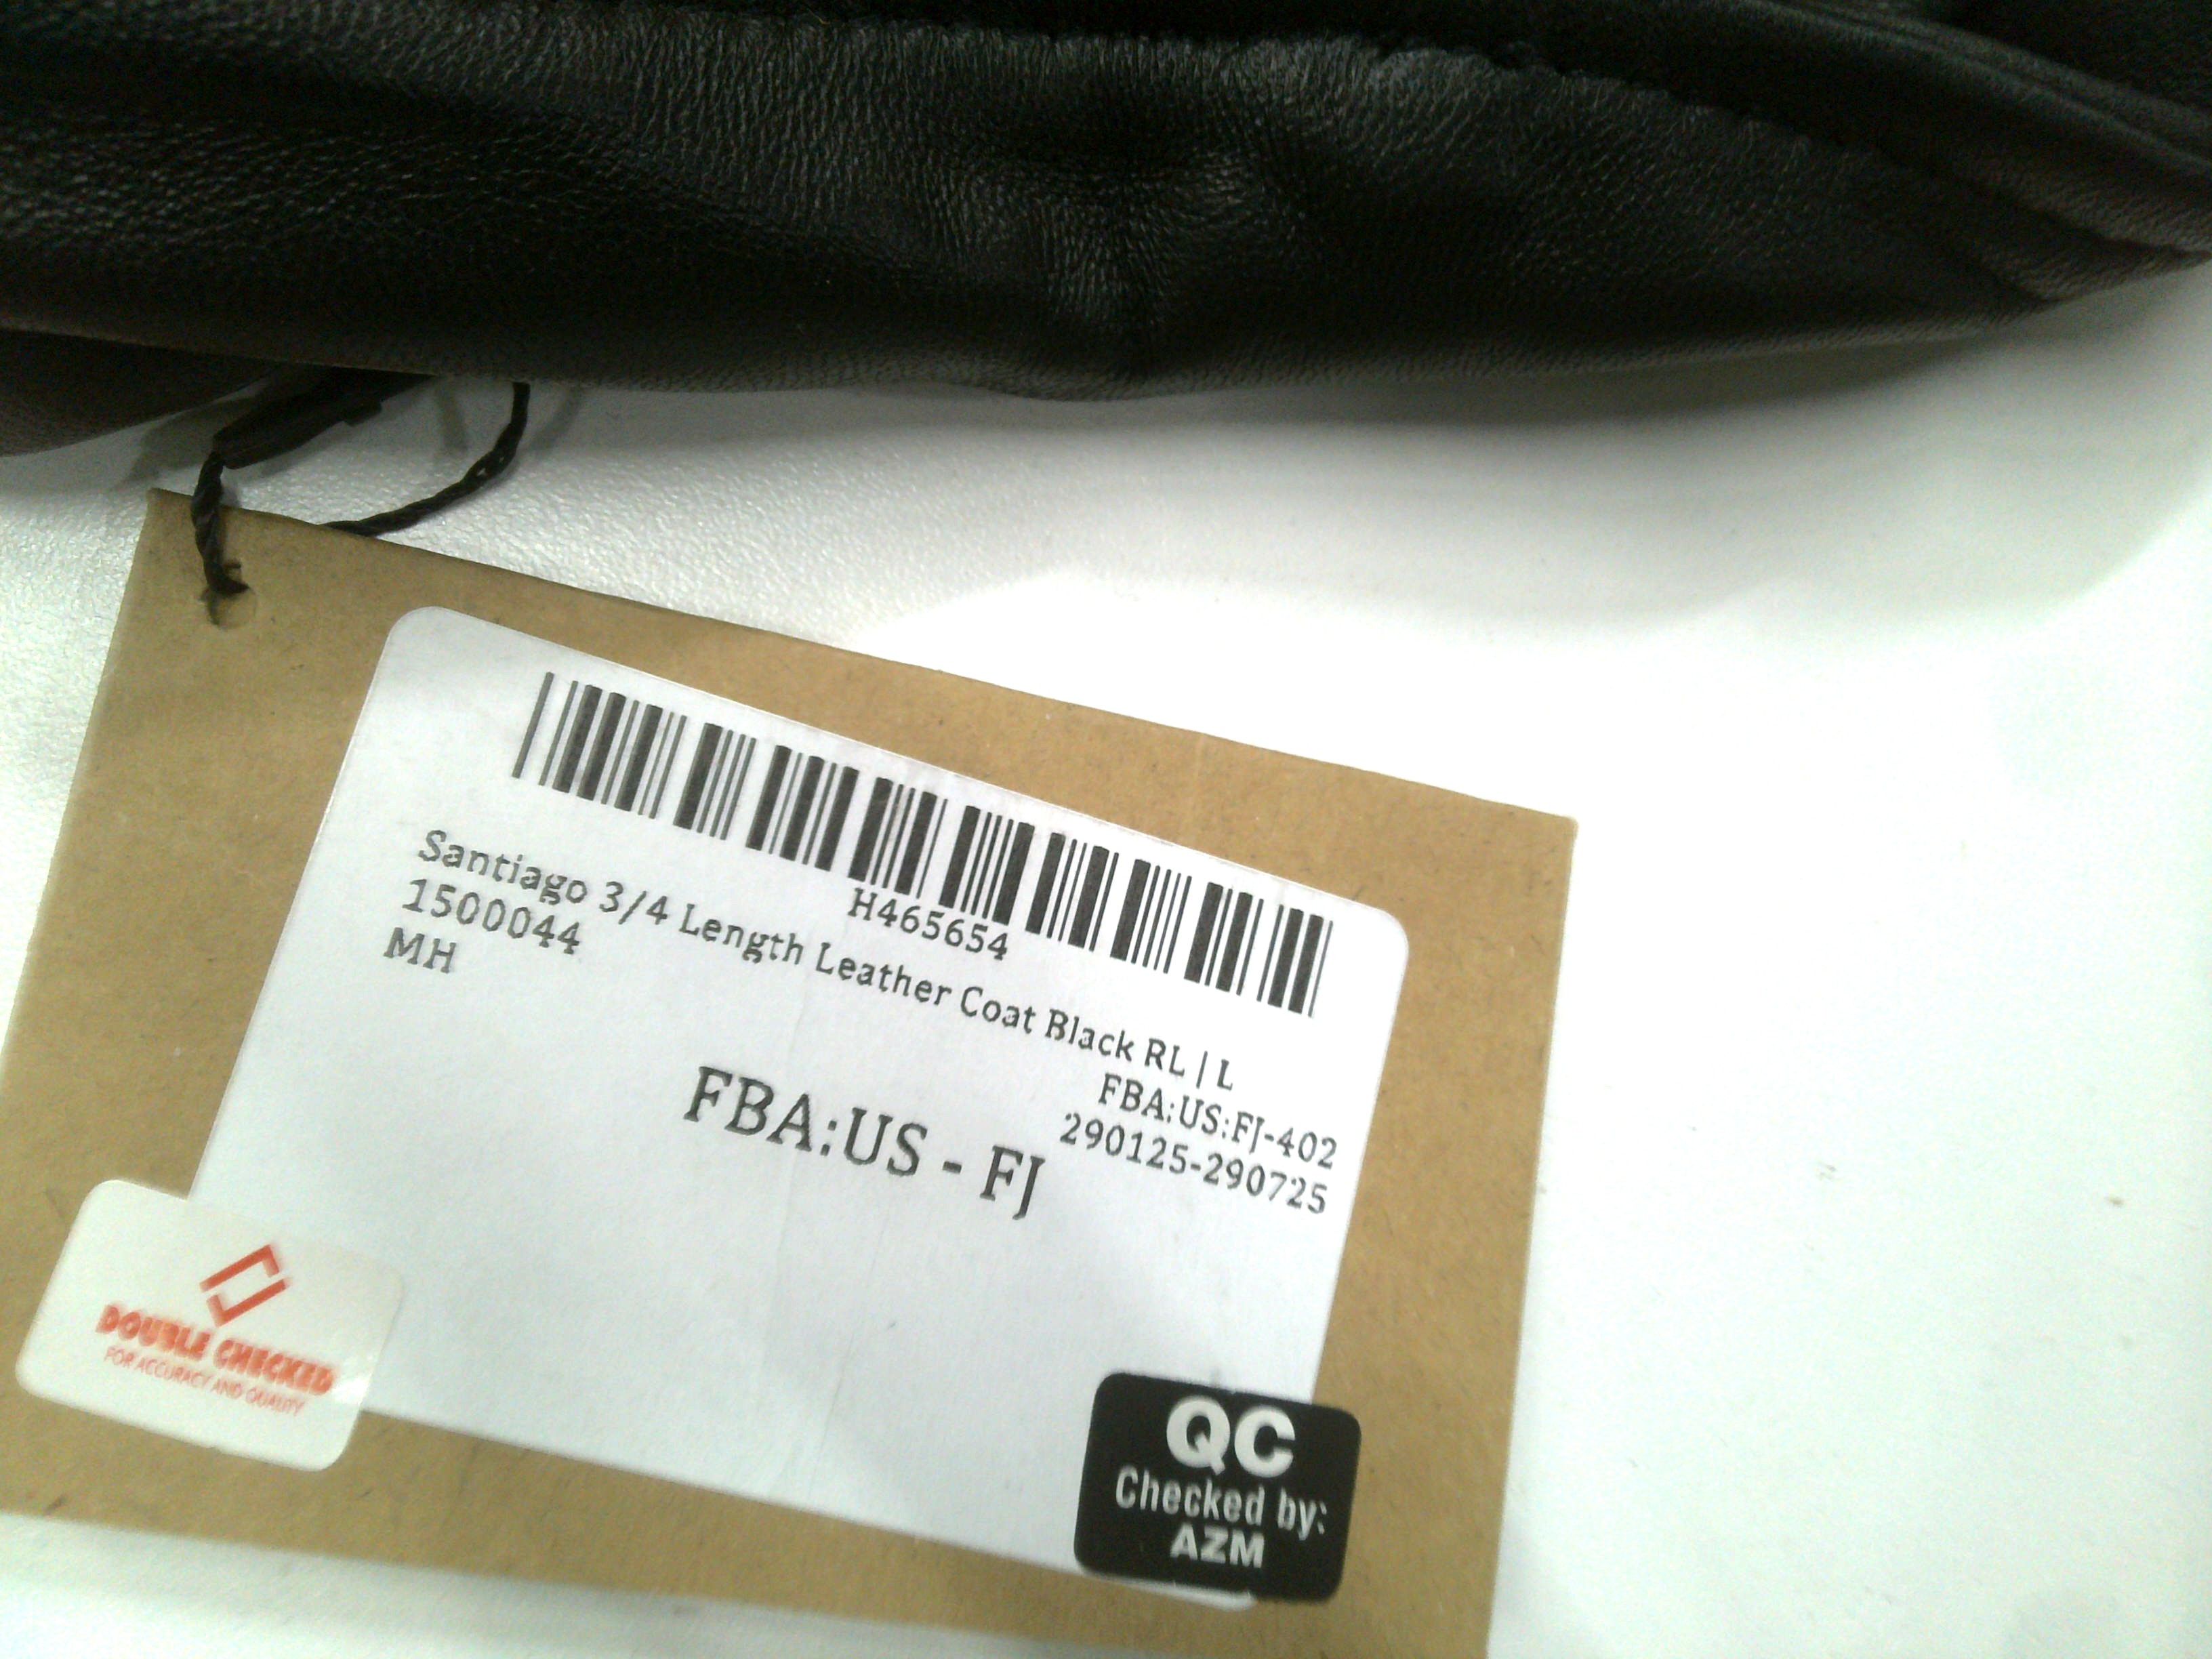 H465654
Santiago 3/4 Length Leather Coat Black RL | L
1500044
FBA:US:FJ-402
MH
290125-290725
FBA:US - FJ
DOUBLE CHECKED
FOR ACCURACY AND QUALITY
QC
Checked by:
AZM